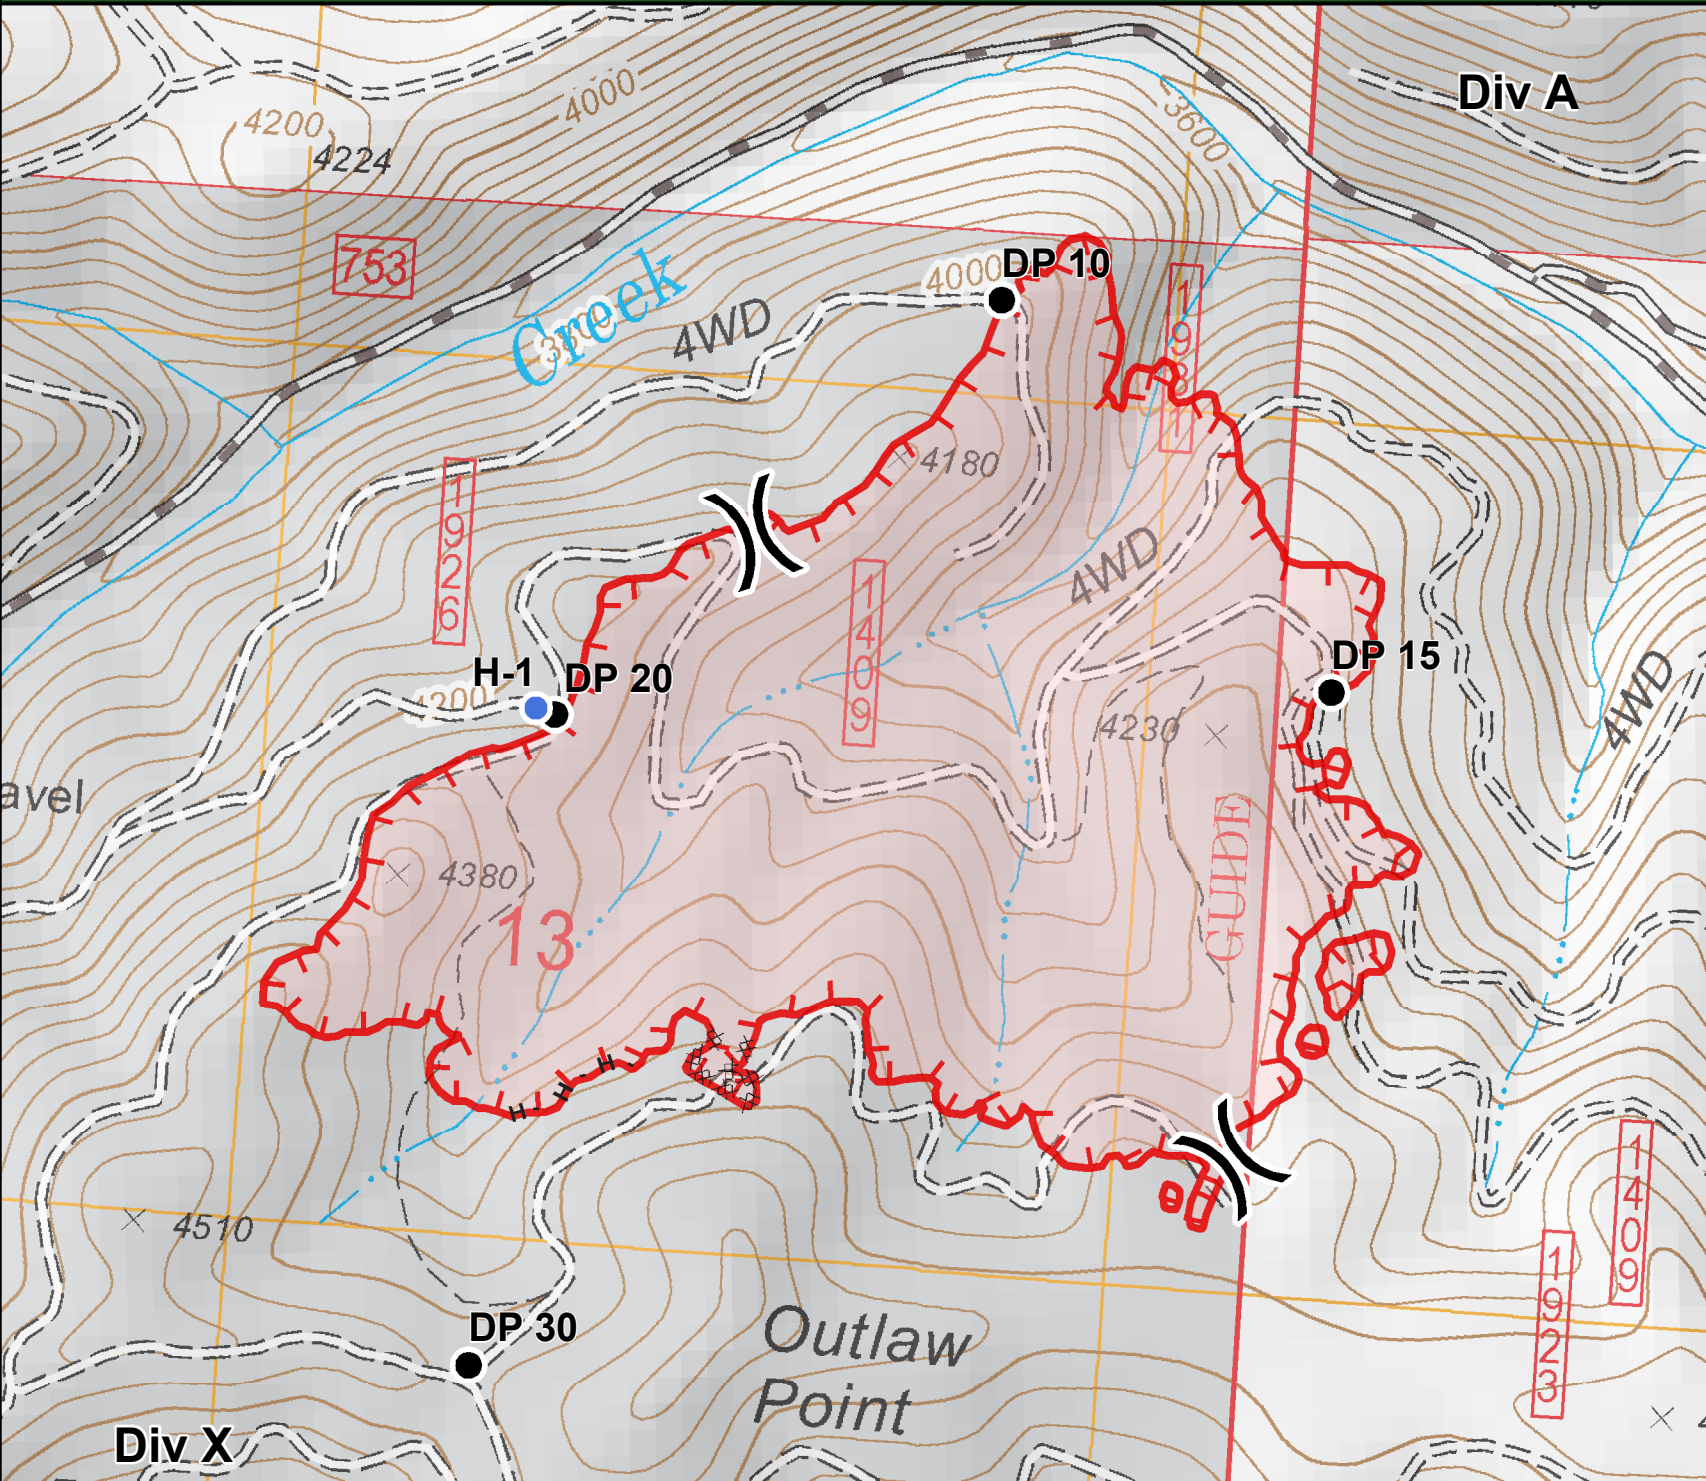 Div A
4200
4000
4224
3600
753
Creek
4000
DP 10
4WD
4180
1926
1409
4WD
H-1
DP 20
4200
DP 15
4WD
4230
avel
4380
GUIDE
13
H
H
H
4510
1409
1923
DP 30
Outlaw
Point
Div X